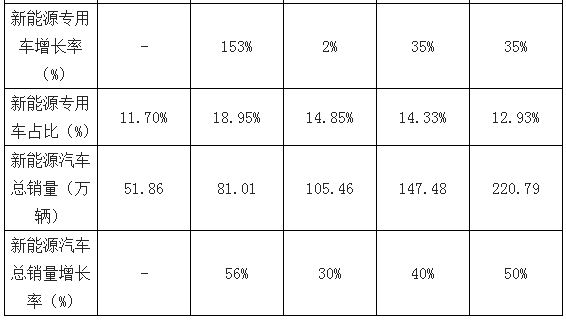 新能源专用
车增长率
（%）
-
153%
2%
35%
35%
新能源专用
车占比（%）
11.70%
18.95%
14.85%
14.33%
12.93%
新能源汽车
总销量（万
辆）
51.86
81.01
105.46
147.48
220.79
新能源汽车
总销量增长
率（%）
-
56%
30%
40%
50%